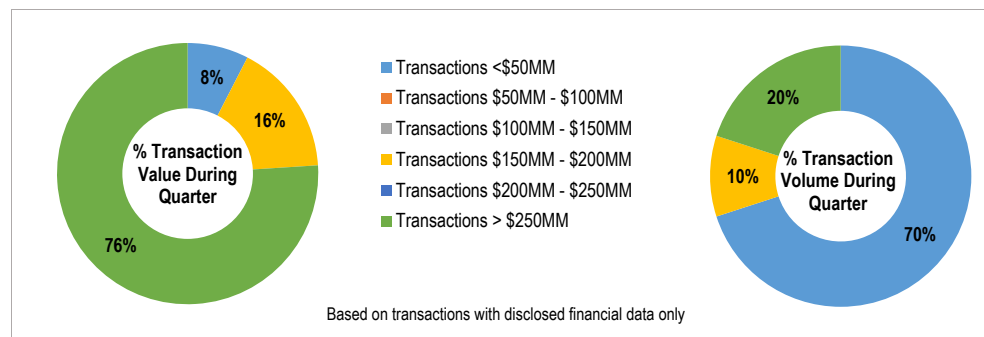 8%
16%
76%
% Transaction
Value During
Quarter
Transactions <$50MM
Transactions $50MM - $100MM
Transactions $100MM - $150MM
Transactions $150MM - $200MM
Transactions $200MM - $250MM
Transactions > $250MM
20%
10%
70%
% Transaction
Volume During
Quarter
Based on transactions with disclosed financial data only